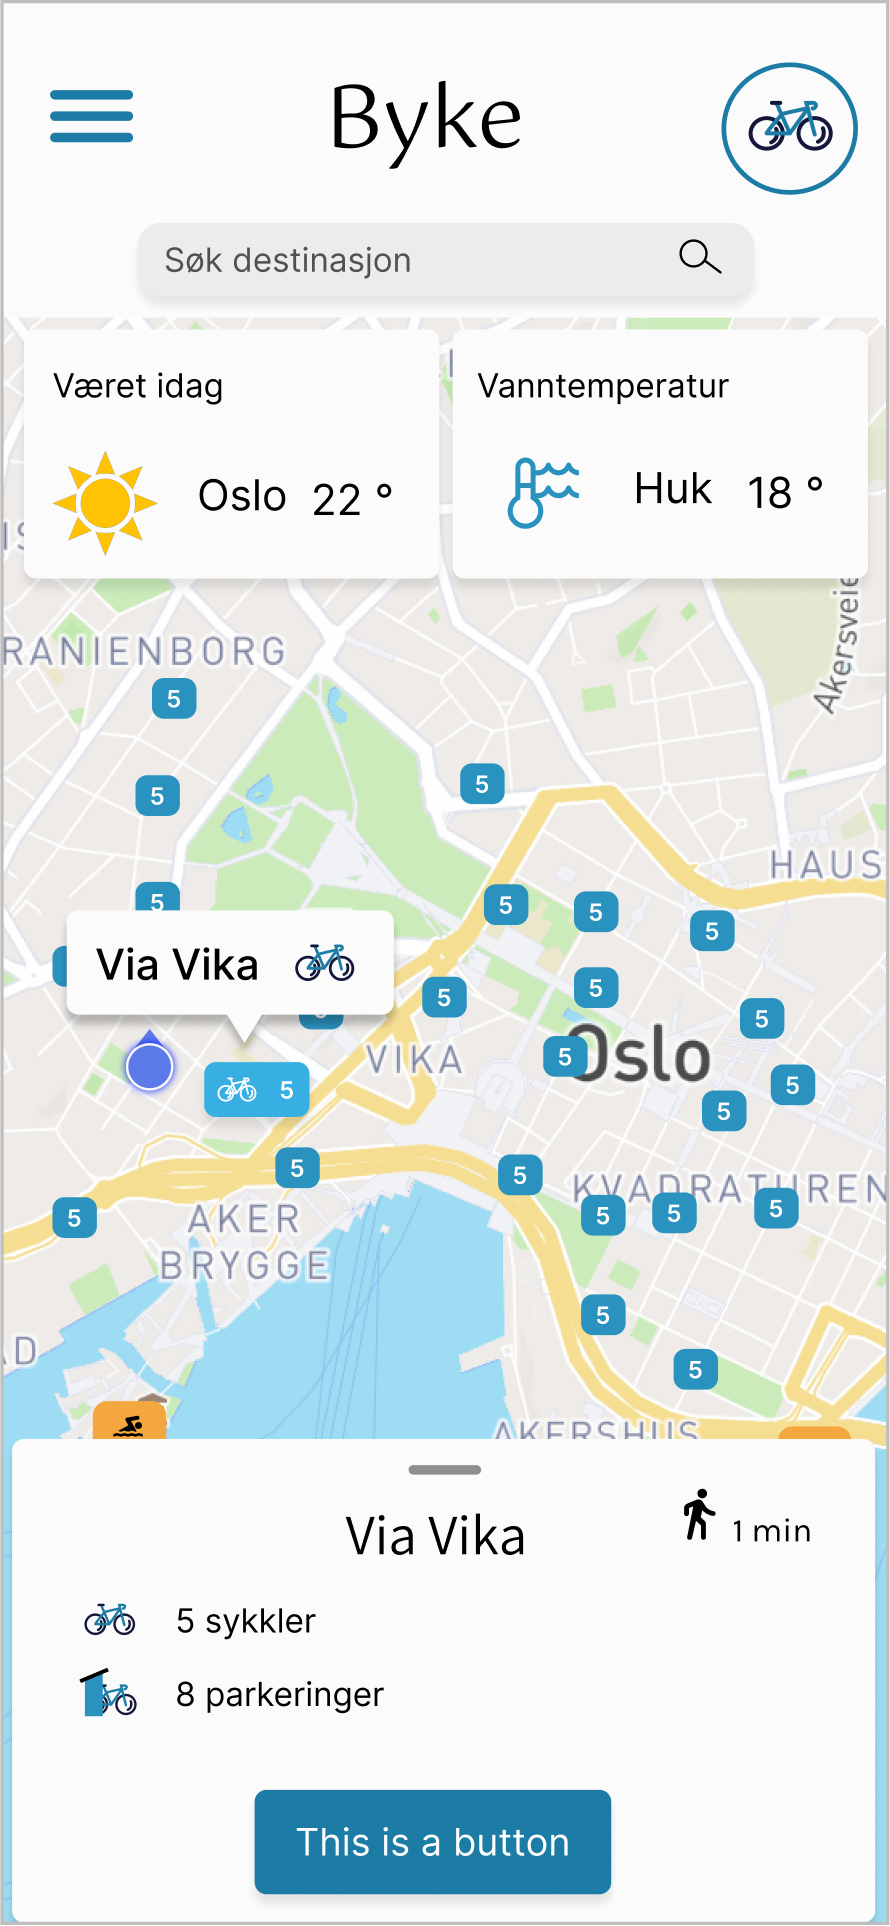 Byke
Søk destinasjon
Været idag
Vanntemperatur
Oslo 22 °
Huk 18 °
Akersveie
RANIENBORG
5
5
5
HAUS
5
5
5
5
Via Vika
5
5
5
5
Oslo
VIKA
5
5
5
5
5
5
KVADRATUREN
5
5
5
5
AKER
BRYGGE
5
5
AKERSHUS
Via Vika
1 min
5 sykkler
8 parkeringer
This is a button